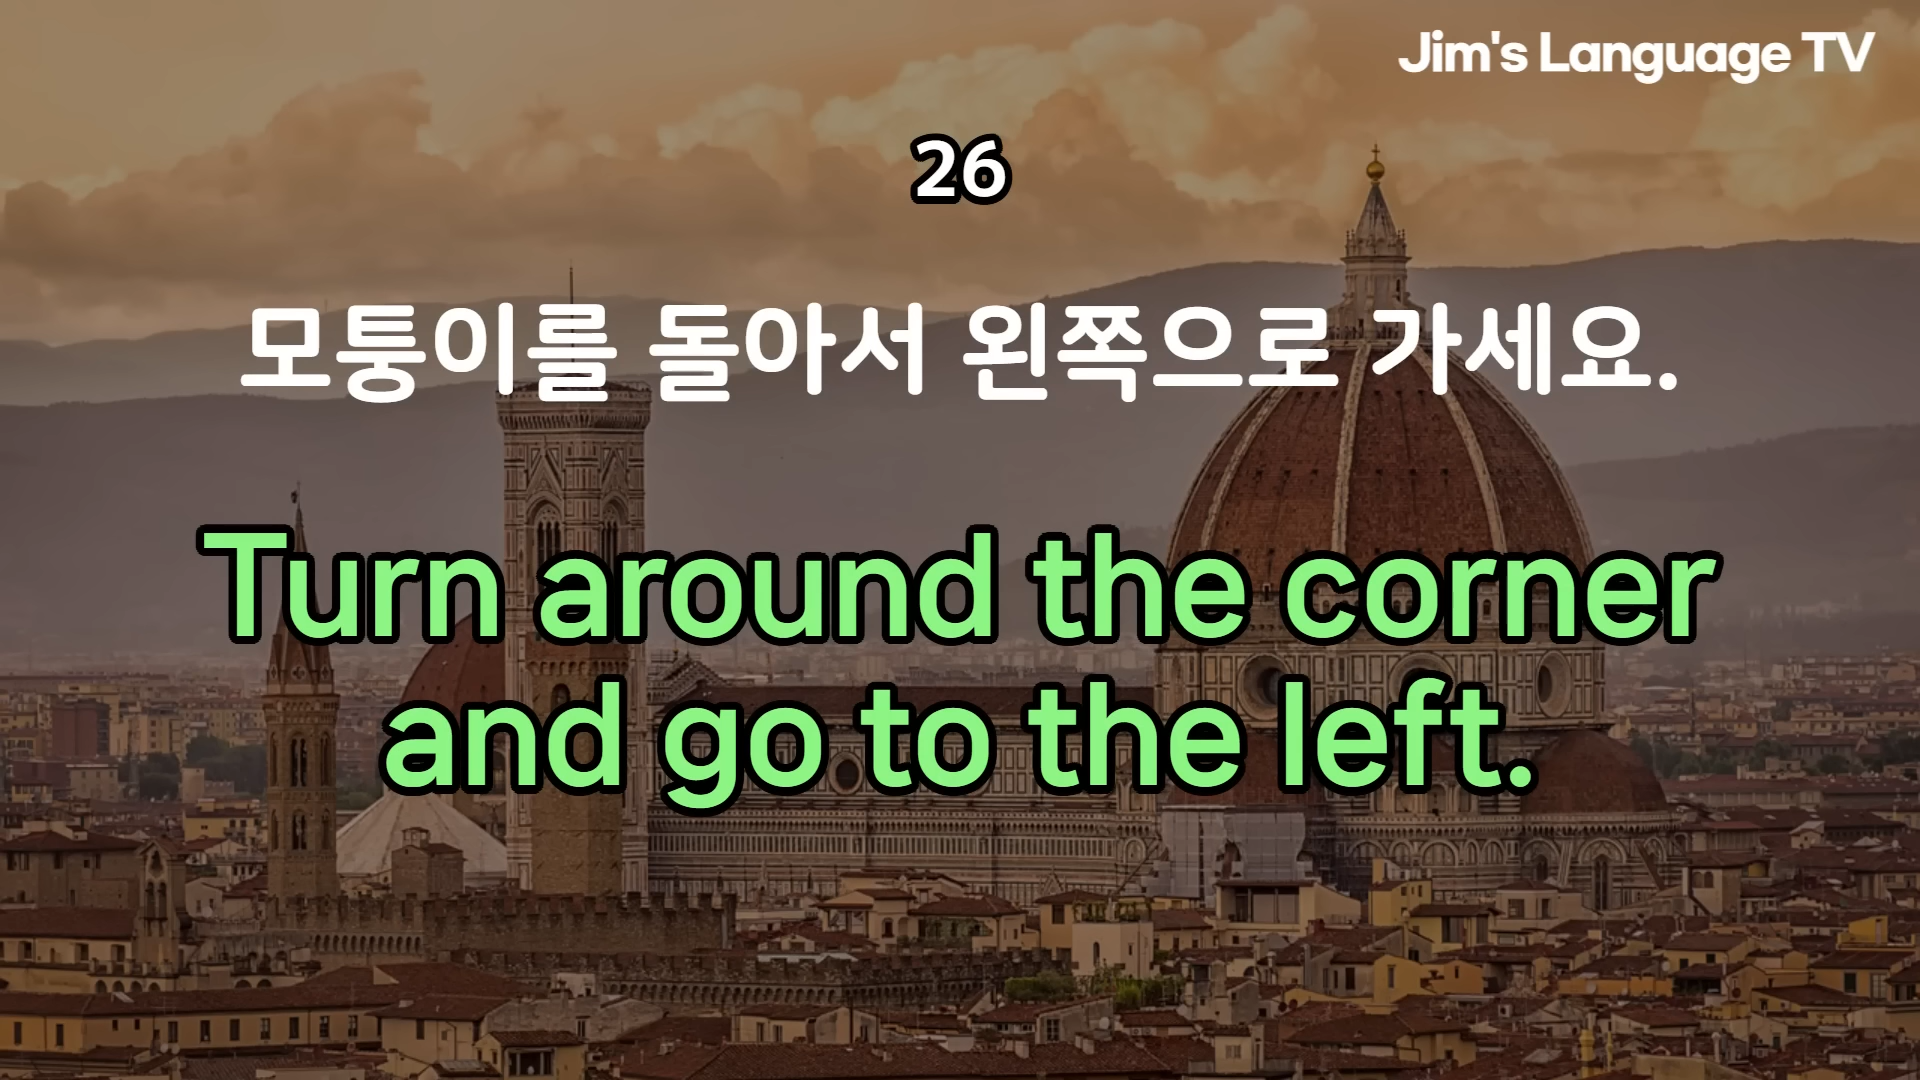 Jim's Language TV
26
모퉁이를 돌아서 왼쪽으로 가세요.
Turn around the corner
and go to the left.